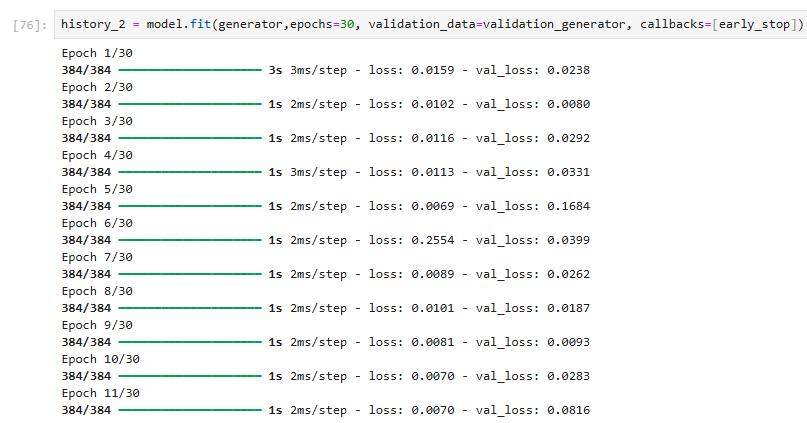 [76]: history_2 = model.fit(generator,epochs=30, validation_data=validation_generator, callbacks=[early_stop])
Epoch 1/30
384/384 ━━━━━━━━━━━━━━━━━━━━ 3s 3ms/step - loss: 0.0159 - val_loss: 0.0238
Epoch 2/30
384/384 ━━━━━━━━━━━━━━━━━━━━ 1s 2ms/step - loss: 0.0102 - val_loss: 0.0080
Epoch 3/30
384/384 ━━━━━━━━━━━━━━━━━━━━ 1s 2ms/step - loss: 0.0116 - val_loss: 0.0292
Epoch 4/30
384/384 ━━━━━━━━━━━━━━━━━━━━ 1s 3ms/step - loss: 0.0113 - val_loss: 0.0331
Epoch 5/30
384/384 ━━━━━━━━━━━━━━━━━━━━ 1s 2ms/step - loss: 0.0069 - val_loss: 0.1684
Epoch 6/30
384/384 ━━━━━━━━━━━━━━━━━━━━ 1s 2ms/step - loss: 0.2554 - val_loss: 0.0399
Epoch 7/30
384/384 ━━━━━━━━━━━━━━━━━━━━ 1s 2ms/step - loss: 0.0089 - val_loss: 0.0262
Epoch 8/30
384/384 ━━━━━━━━━━━━━━━━━━━━ 1s 2ms/step - loss: 0.0101 - val_loss: 0.0187
Epoch 9/30
384/384 ━━━━━━━━━━━━━━━━━━━━ 1s 2ms/step - loss: 0.0081 - val_loss: 0.0093
Epoch 10/30
384/384 ━━━━━━━━━━━━━━━━━━━━ 1s 2ms/step - loss: 0.0070 - val_loss: 0.0283
Epoch 11/30
384/384 ━━━━━━━━━━━━━━━━━━━━ 1s 2ms/step - loss: 0.0070 - val_loss: 0.0816